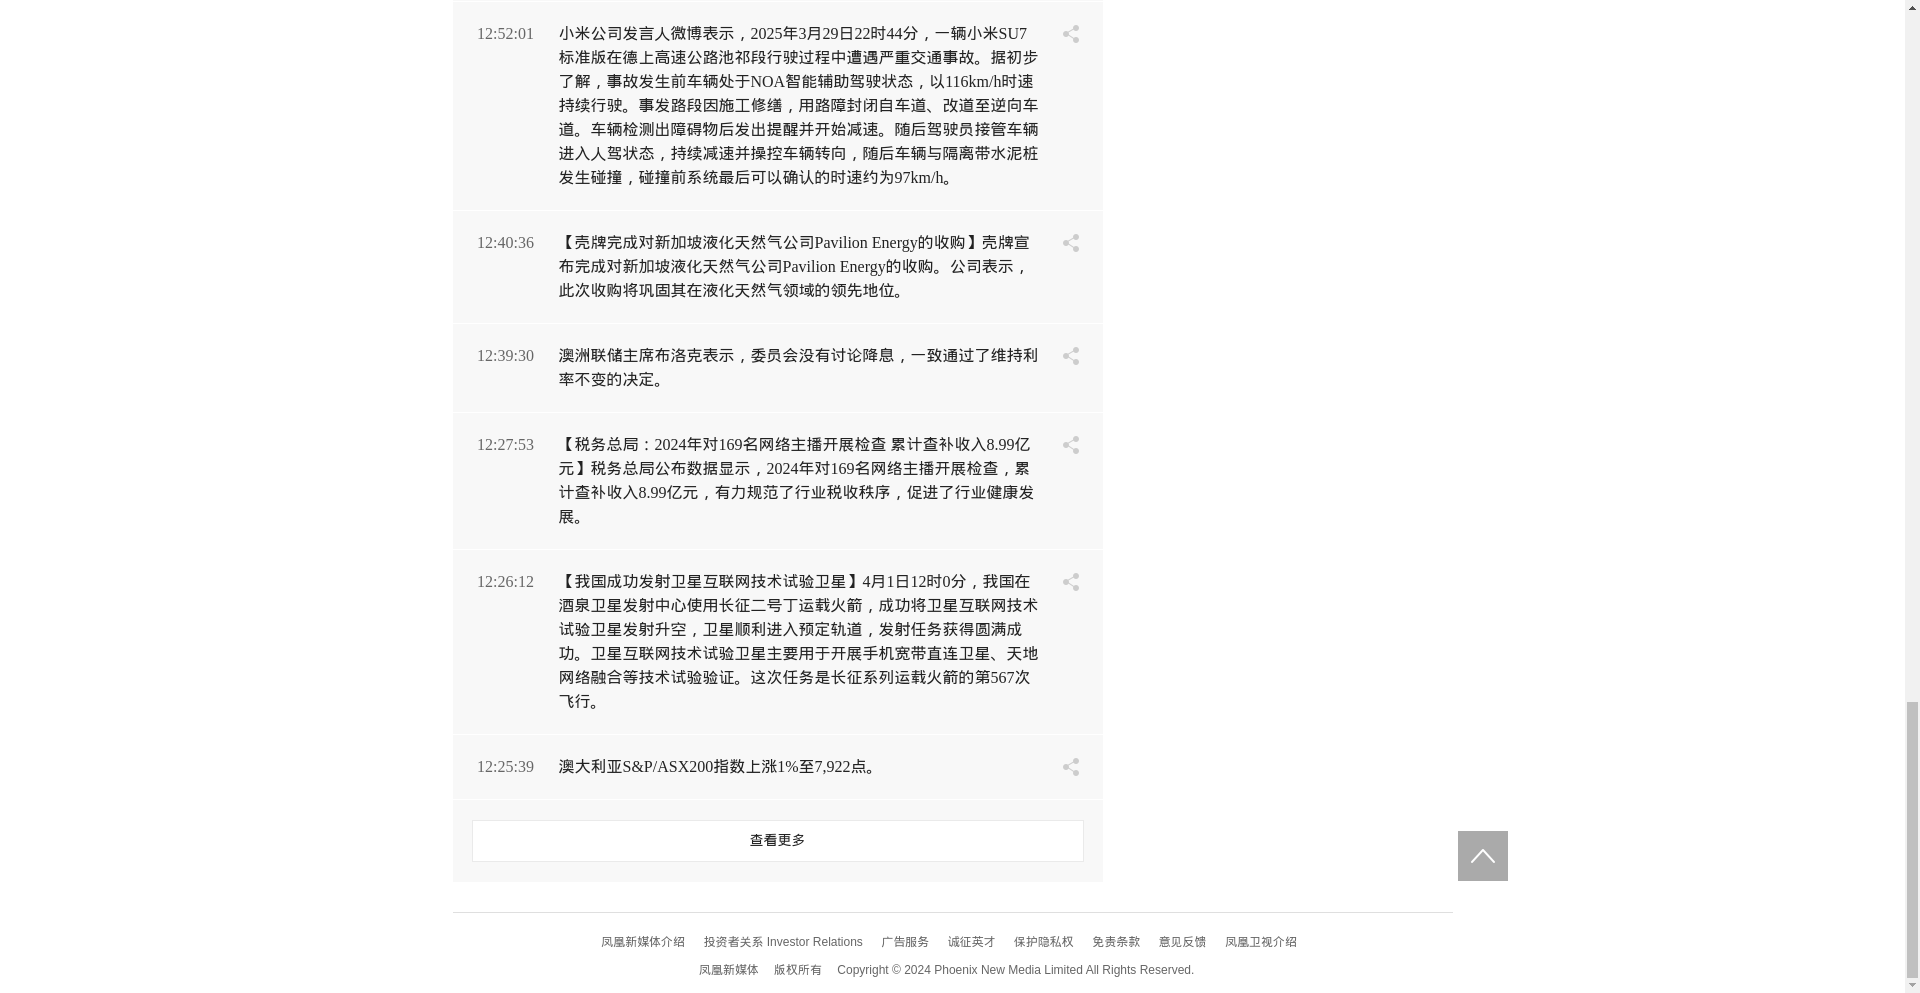 12:52:01 小米公司发言人微博表示，2025年3月29日22时44分，一辆小米SU7
标准版在德上高速公路池祁段行驶过程中遭遇严重交通事故。据初步
了解，事故发生前车辆处于NOA智能辅助驾驶状态，以116km/h时速
持续行驶。事发路段因施工修缮，用路障封闭自车道、改道至逆向车
道。车辆检测出障碍物后发出提醒并开始减速。随后驾驶员接管车辆
进入人驾状态，持续减速并操控车辆转向，随后车辆与隔离带水泥桩
发生碰撞，碰撞前系统最后可以确认的时速约为97km/h。
12:40:36 【壳牌完成对新加坡液化天然气公司Pavilion Energy的收购】壳牌宣
布完成对新加坡液化天然气公司Pavilion Energy的收购。公司表示，
此次收购将巩固其在液化天然气领域的领先地位。
12:39:30 澳洲联储主席布洛克表示，委员会没有讨论降息，一致通过了维持利
率不变的决定。
12:27:53 【税务总局：2024年对169名网络主播开展检查 累计查补收入8.99亿
元】税务总局公布数据显示，2024年对169名网络主播开展检查，累
计查补收入8.99亿元，有力规范了行业税收秩序，促进了行业健康发
展。
12:26:12 【我国成功发射卫星互联网技术试验卫星】4月1日12时0分，我国在
酒泉卫星发射中心使用长征二号丁运载火箭，成功将卫星互联网技术
试验卫星发射升空，卫星顺利进入预定轨道，发射任务获得圆满成
功。卫星互联网技术试验卫星主要用于开展手机宽带直连卫星、天地
网络融合等技术试验验证。这次任务是长征系列运载火箭的第567次
飞行。
12:25:39 澳大利亚S&P/ASX200指数上涨1%至7,922点。
查看更多
凤凰新媒体介绍 投资者关系 Investor Relations 广告服务 诚征英才 保护隐私权 免责条款 意见反馈 凤凰卫视介绍
凤凰新媒体 版权所有 Copyright © 2024 Phoenix New Media Limited All Rights Reserved.